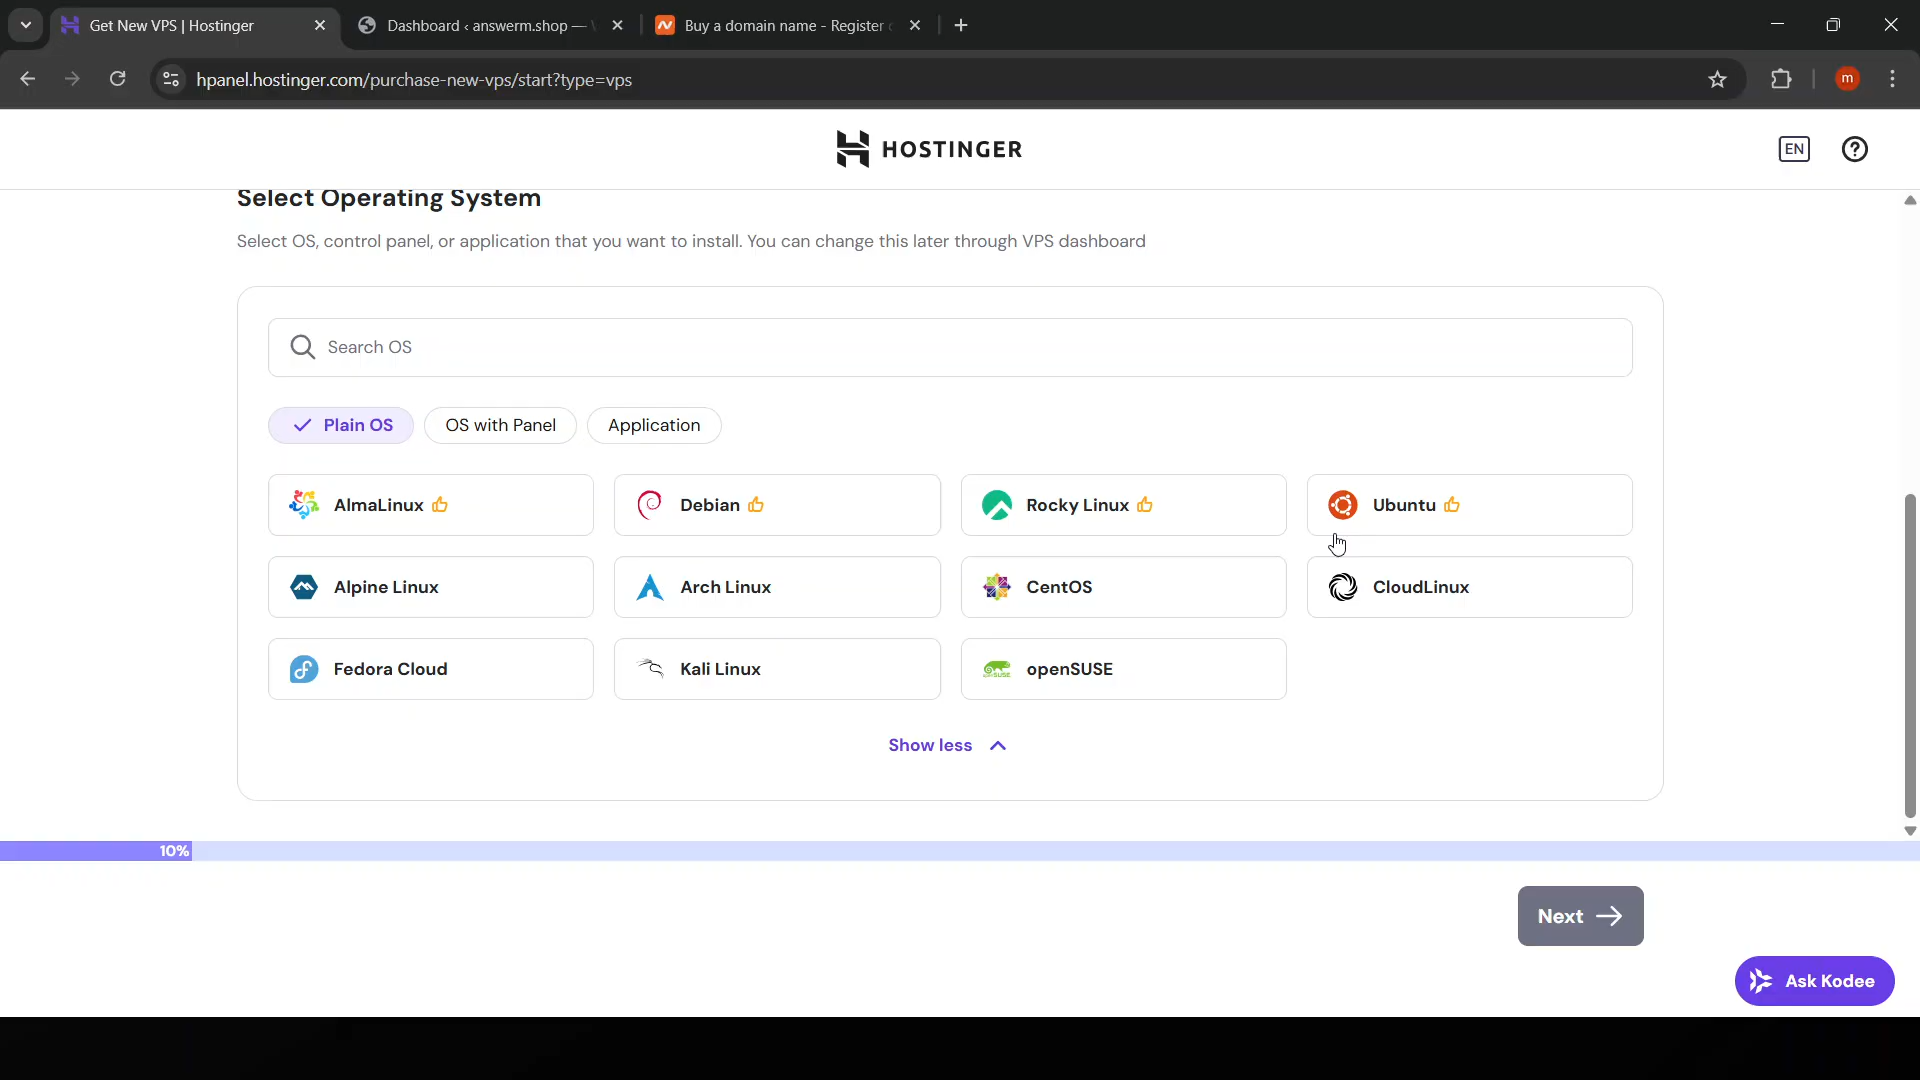 Get New VPS | Hostinger
Dashboard ‹ answerm.shop —
Buy a domain name - Register
hpanel.hostinger.com/purchase-new-vps/start?type=vps
m
HOSTINGER
EN
Select Operating System
Select OS, control panel, or application that you want to install. You can change this later through VPS dashboard
Search OS
Plain OS
OS with Panel
Application
AlmaLinux
Debian
Rocky Linux
Ubuntu
Alpine Linux
Arch Linux
CentOS
CloudLinux
Fedora Cloud
Kali Linux
openSUSE
Show less
10%
Next
Ask Kodee